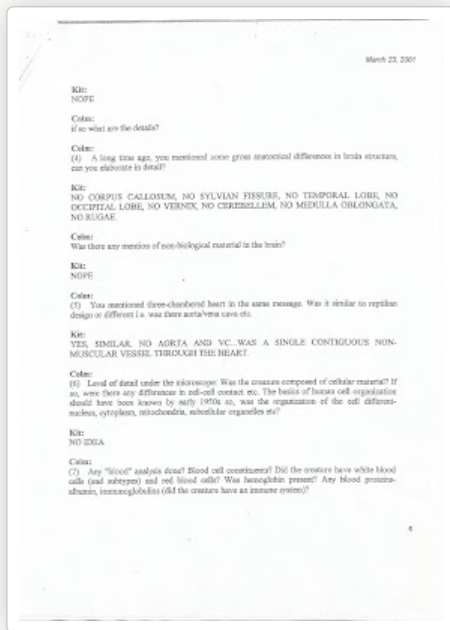 March 23, 2001
Kit:
NOPE
Colm:
if so what are the details?
Colm:
(4) A long time ago, you mentioned some gross anatomical differences in brain structure,
can you elaborate in detail?
Kit:
NO CORPUS CALLOSUM, NO SYLVIAN FISSURE, NO TEMPORAL LOBE, NO
OCCIPITAL LOBE, NO VERNIX, NO CEREBELLEM, NO MEDULLA OBLONGATA,
NO RUGAE.
Colm:
Was there any mention of non-biological material in the brain?
Kit:
NOPE
Colm:
(5) You mentioned three-chambered heart in the same message. Was it similar to reptilian
design or different i.e. was there aorta/vena cava etc.
Kit:
YES, SIMILAR. NO AORTA AND VC...WAS A SINGLE CONTIGUOUS NON-
MUSCULAR VESSEL THROUGH THE HEART.
Colm:
(6) Level of detail under the microscope: Was the creature composed of cellular material? If
so, were there any differences in cell-cell contact etc. The basics of human cell organization
should have been known by early 1950s so, was the organization of the cell different-
nucleus, cytoplasm, mitochondria, subcellular organelles etc?
Kit:
NO IDEA
Colm:
(7) Any "blood" analysis done? Blood cell constituents? Did the creature have white blood
cells (and subtypes) and red blood cells? Was hemoglobin present? Any blood proteins-
albumin, immunoglobulins (did the creature have an immune system)?
6